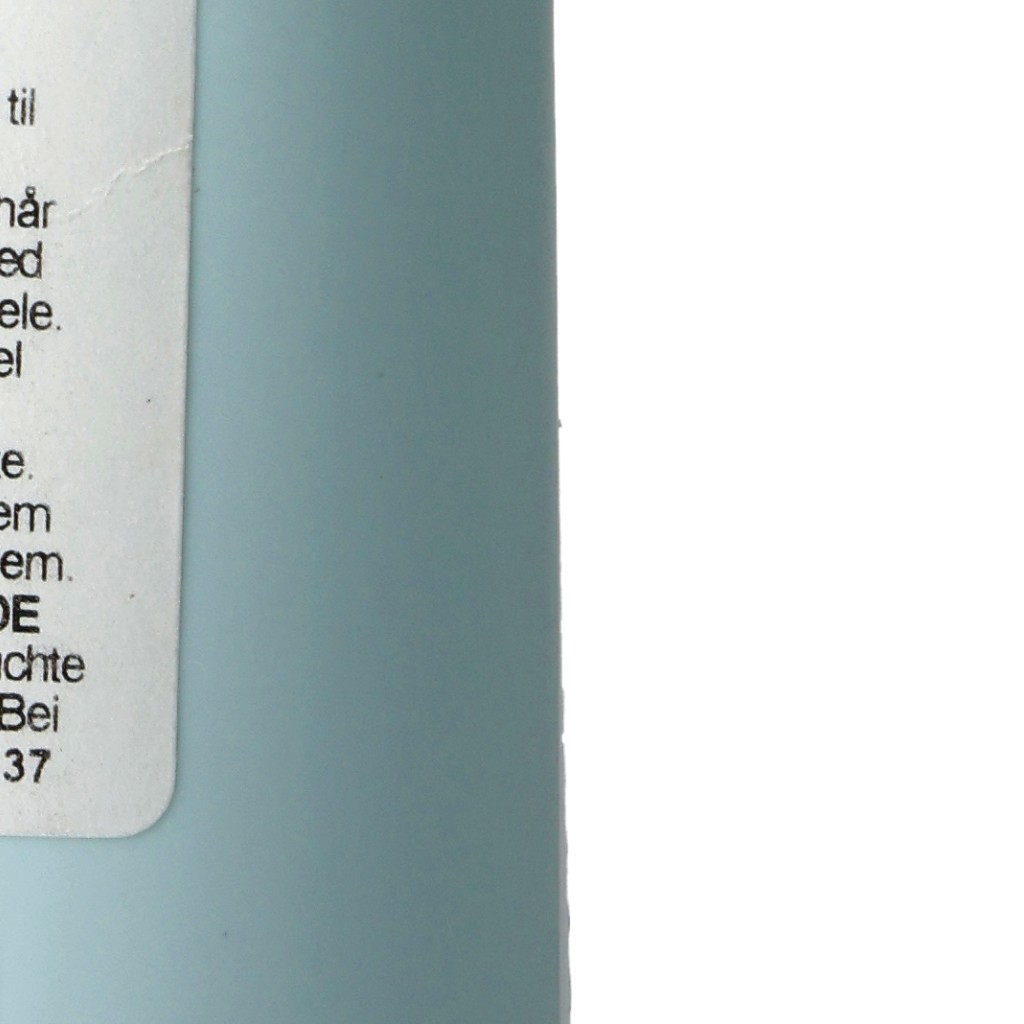 til
når
ed
ele.
el
e.
em
em.
DE
uchte
Bei
37